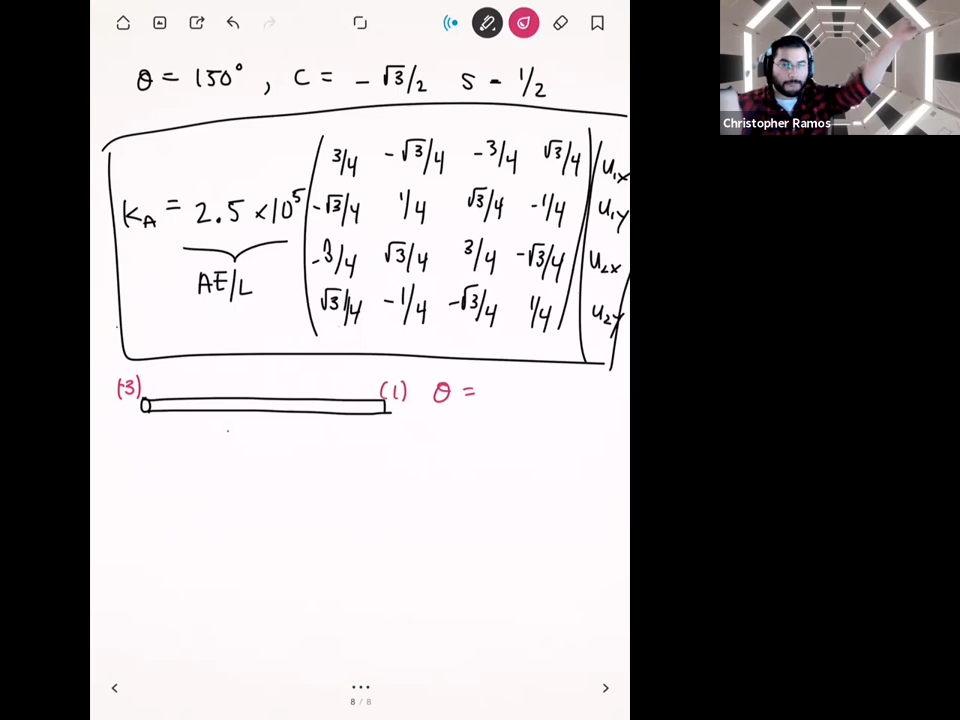 θ = 150° , C = - √3/2 S = 1/2
K_A = 2.5 × 10^5
AE/L
3/4 - √3/4 - 3/4 √3/4 u_1x
- √3/4 1/4 √3/4 - 1/4 u_1y
- 3/4 √3/4 3/4 - √3/4 u_2x
√3/4 - 1/4 - √3/4 1/4 u_2y
(3) (1) θ =
8 / 8
Christopher Ramos